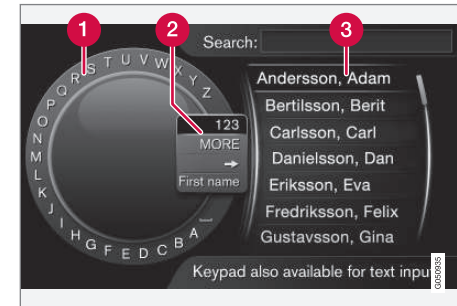 1
2
3
Search:
A B C D E F G H I J K L M N O P Q R S T U V W X Y Z
123
MORE
➞
First name
Andersson, Adam
Bertilsson, Berit
Carlsson, Carl
Danielsson, Dan
Eriksson, Eva
Fredriksson, Felix
Gustavsson, Gina
Keypad also available for text input
G050935